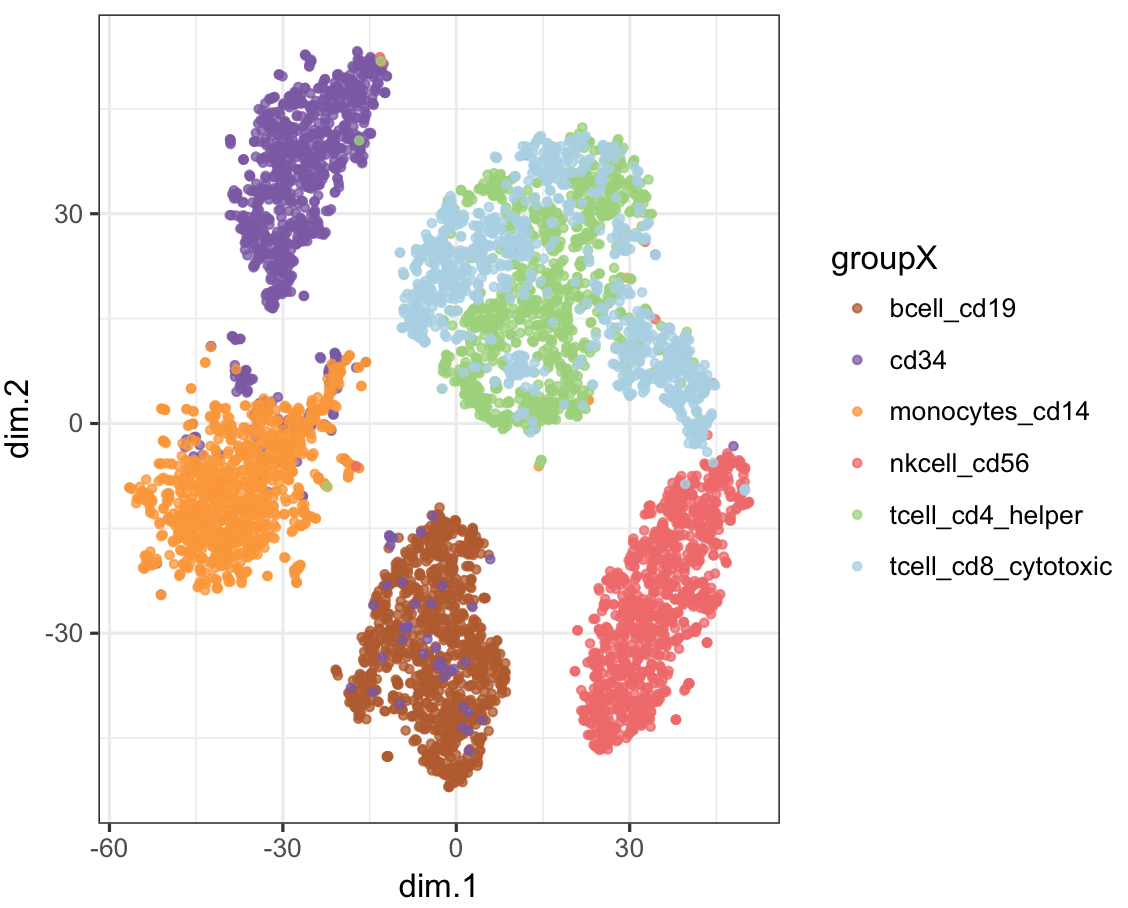 30
0
-30
-60
-30
0
30
dim.1
dim.2
groupX
bcell_cd19
cd34
monocytes_cd14
nkcell_cd56
tcell_cd4_helper
tcell_cd8_cytotoxic